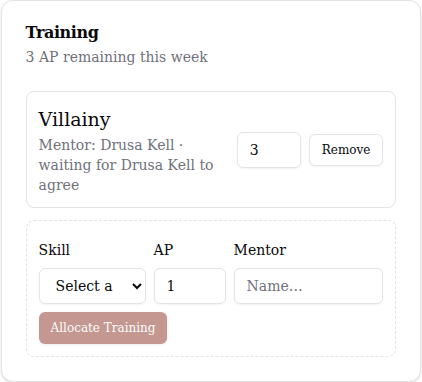 Training
3 AP remaining this week
Villainy
Mentor: Drusa Kell ·
waiting for Drusa Kell to
agree
3
Remove
Skill AP Mentor
Select a 1 Name...
Allocate Training